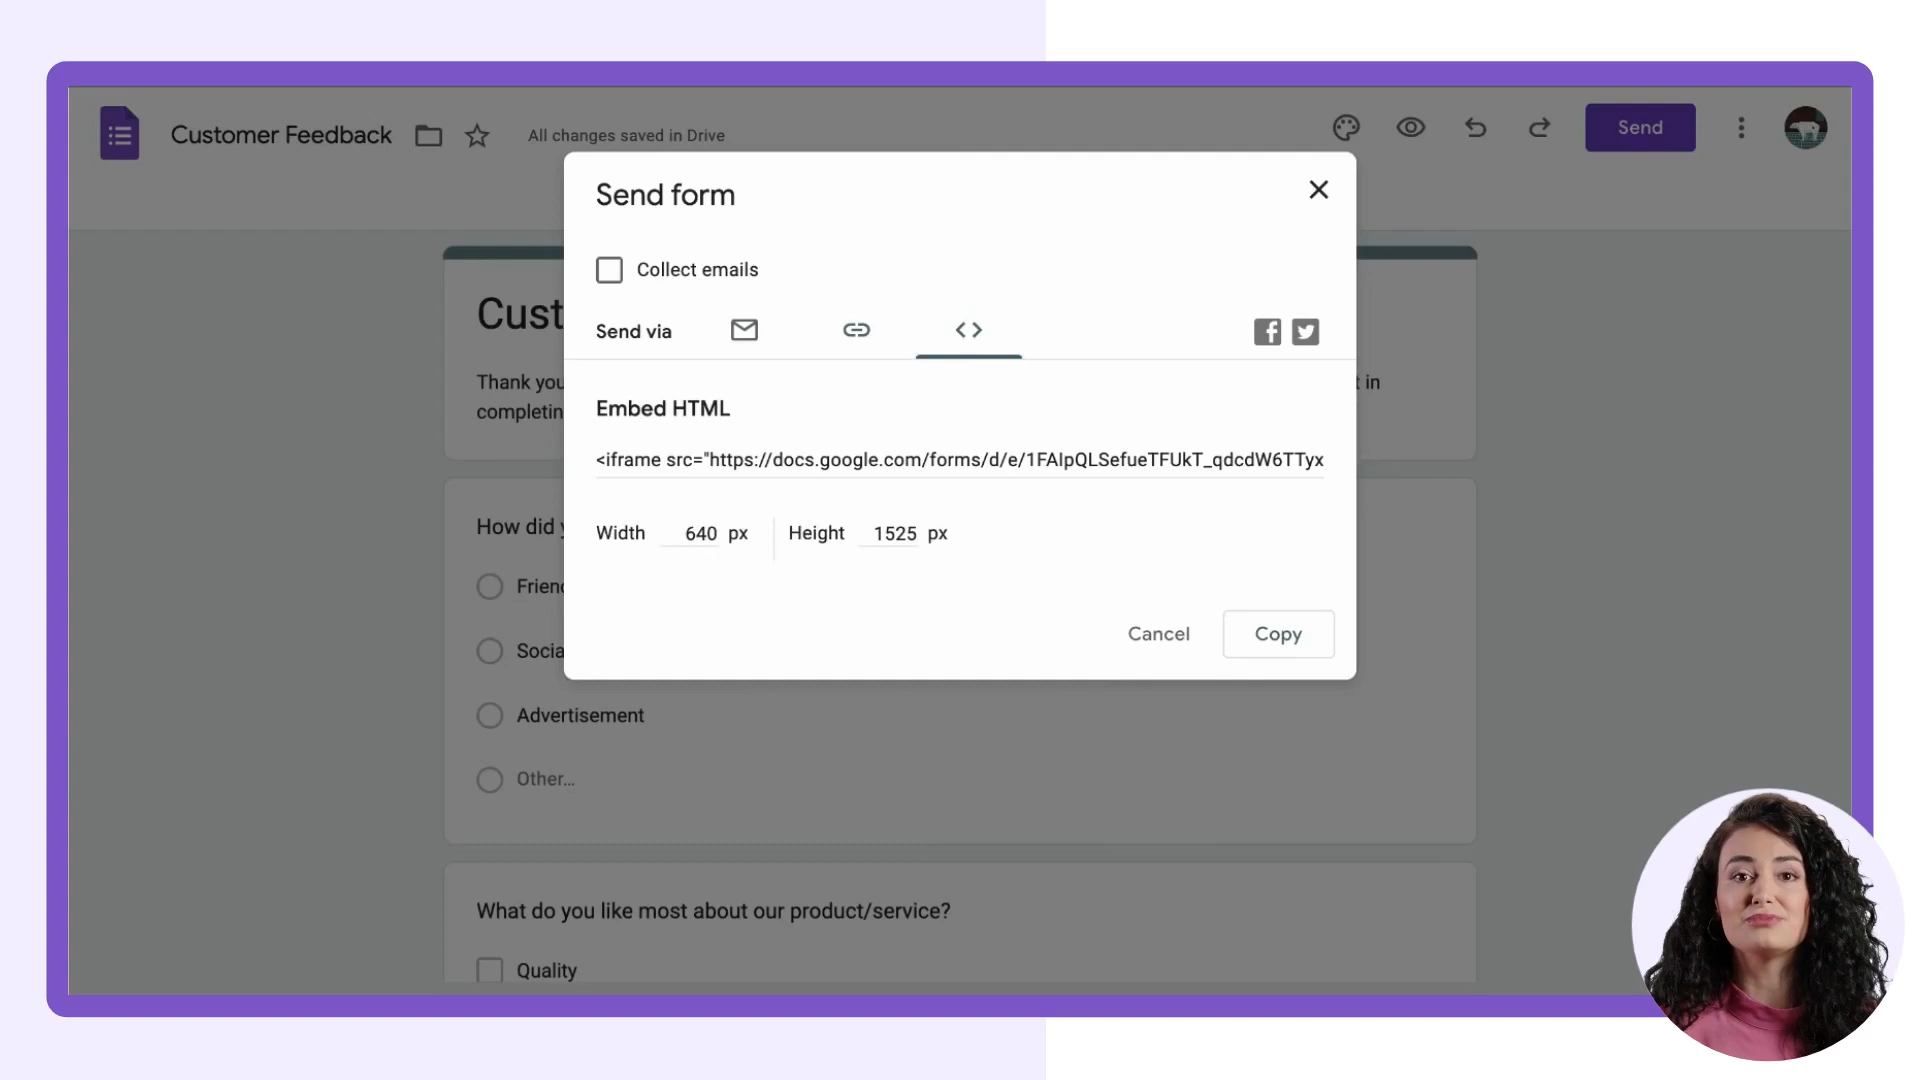 Customer Feedback
All changes saved in Drive
Send
Send form
Collect emails
Send via
Embed HTML
<iframe src="https://docs.google.com/forms/d/e/1FAIpQLSefueTFUkT_qdcdW6TTyx
Width 640 px Height 1525 px
Cancel Copy
Cust
Thank you t in
completin
How did y
Friend
Socia
Advertisement
Other...
What do you like most about our product/service?
Quality